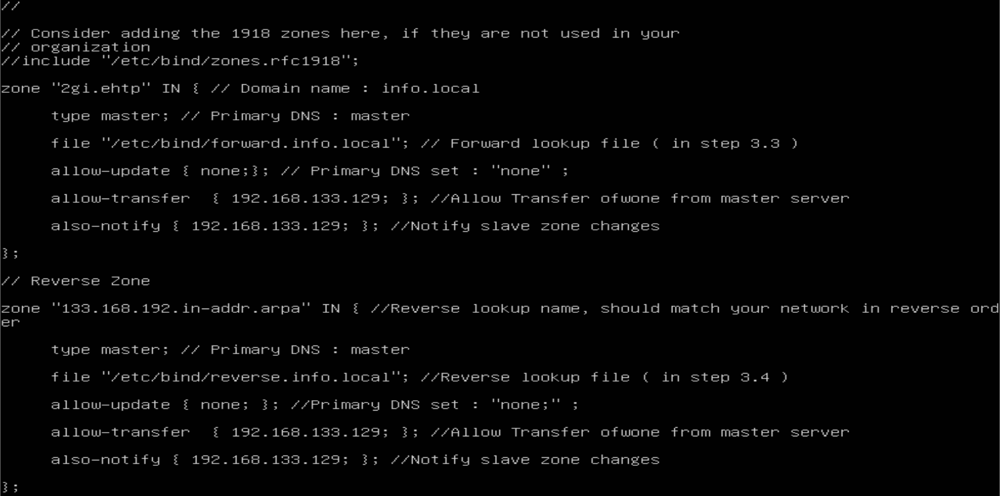 //
// Consider adding the 1918 zones here, if they are not used in your
// organization
//include "/etc/bind/zones.rfc1918";
zone "2gi.ehtp" IN { // Domain name : info.local
type master; // Primary DNS : master
file "/etc/bind/forward.info.local"; // Forward lookup file ( in step 3.3 )
allow-update { none;}; // Primary DNS set : "none" ;
allow-transfer  { 192.168.133.129; }; //Allow Transfer ofwone from master server
also-notify { 192.168.133.129; }; //Notify slave zone changes
};
// Reverse Zone
zone "133.168.192.in-addr.arpa" IN { //Reverse lookup name, should match your network in reverse ord
er
type master; // Primary DNS : master
file "/etc/bind/reverse.info.local"; //Reverse lookup file ( in step 3.4 )
allow-update { none; }; //Primary DNS set : "none;" ;
allow-transfer  { 192.168.133.129; }; //Allow Transfer ofwone from master server
also-notify { 192.168.133.129; }; //Notify slave zone changes
};